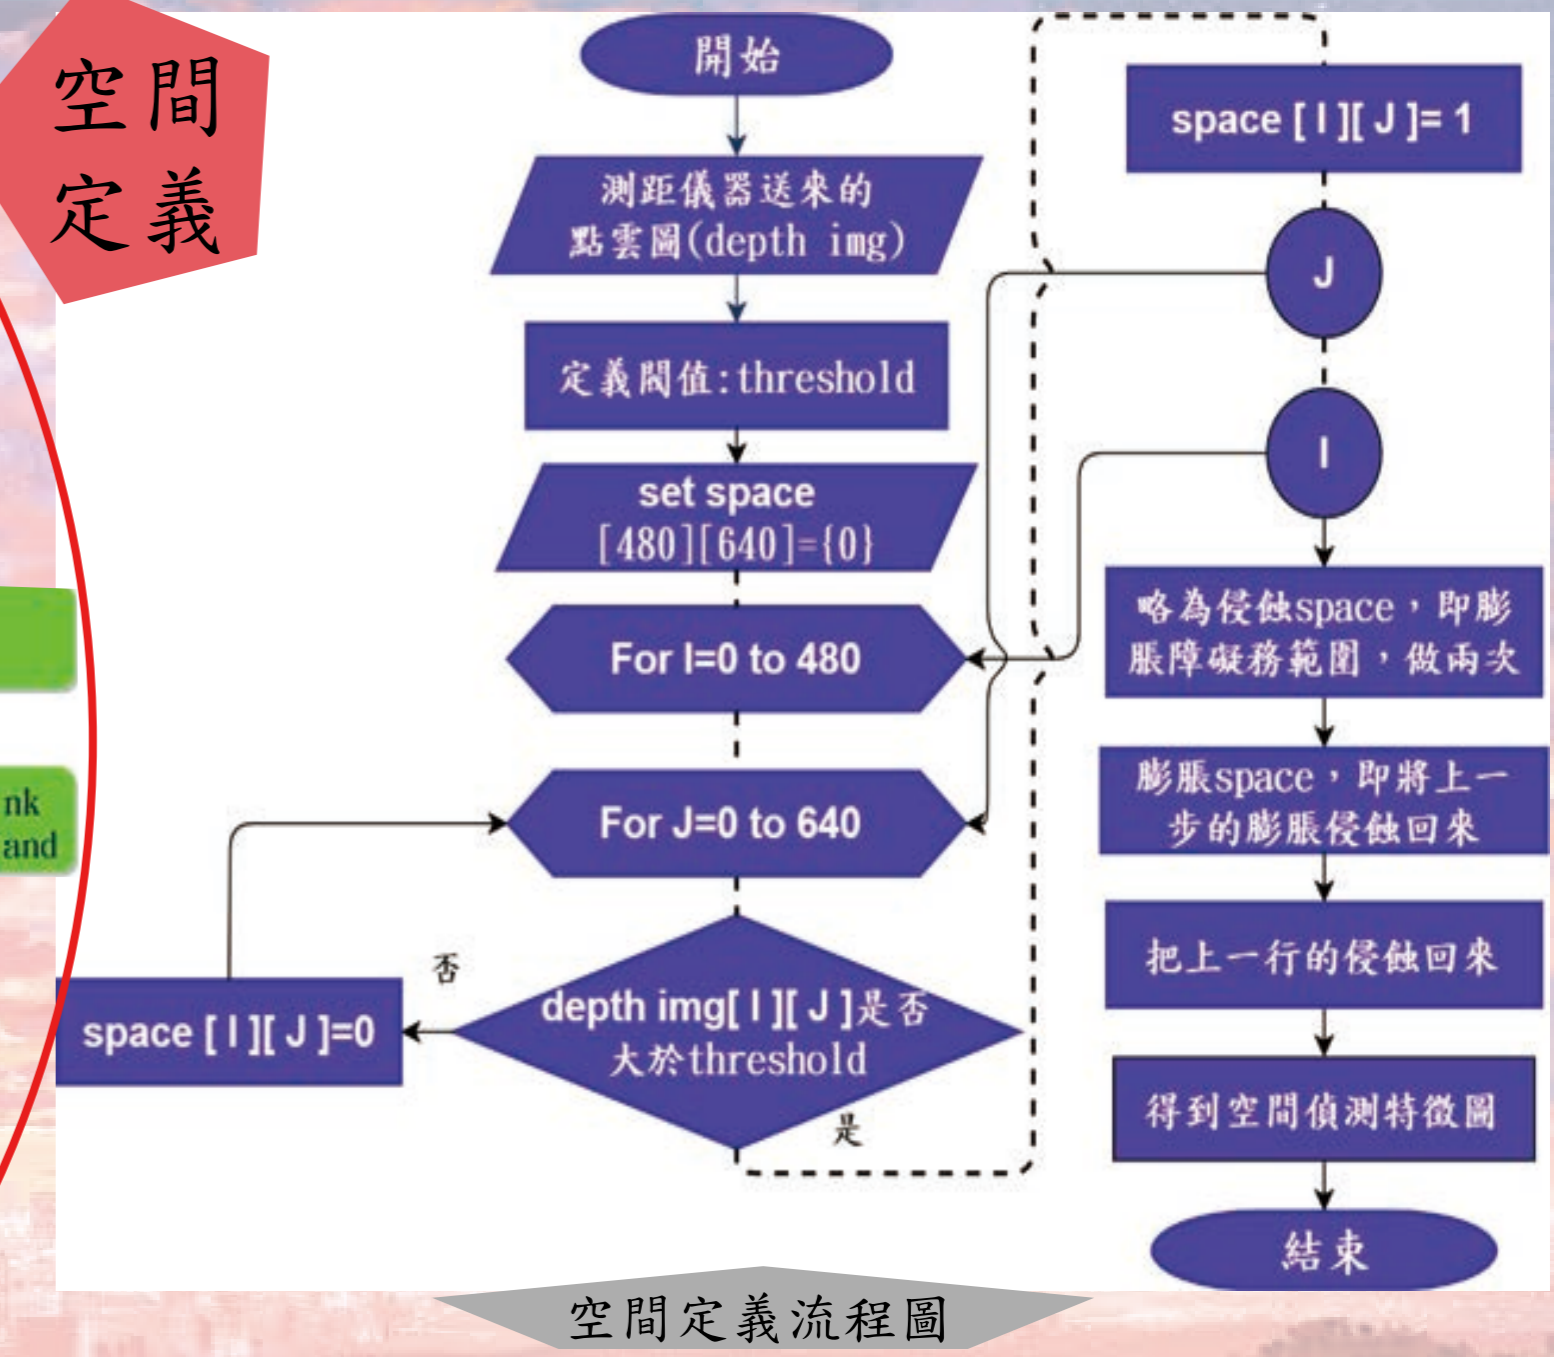 空間
定義
開始
測距儀器送來的
點雲圖(depth img)
定義閥值:threshold
set space
[480][640]={0}
For I=0 to 480
For J=0 to 640
depth img[ I ][ J ]是否
大於threshold
否
是
space [ I ][ J ]=0
space [ I ][ J ]= 1
J
I
略為侵蝕space，即膨
脹障礙務範圍，做兩次
膨脹space，即將上一
步的膨脹侵蝕回來
把上一行的侵蝕回來
得到空間偵測特徵圖
結束
nk
and
空間定義流程圖